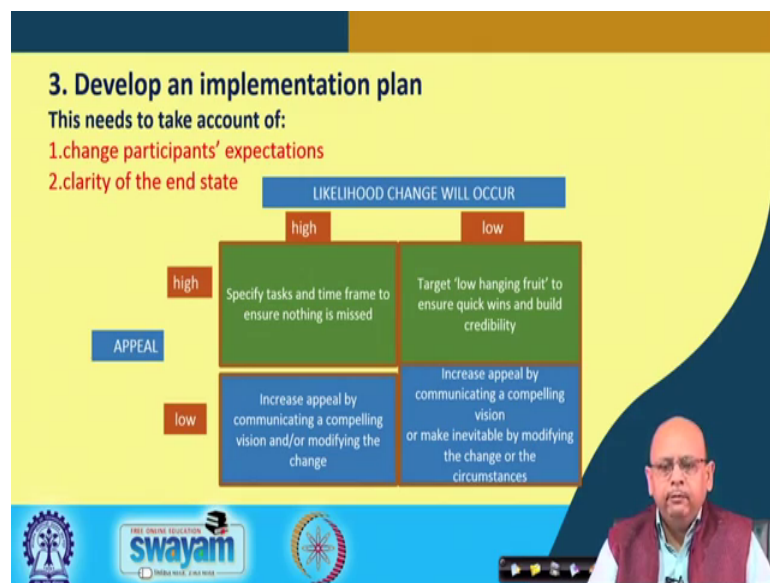 3. Develop an implementation plan
This needs to take account of:
1.change participants' expectations
2.clarity of the end state
LIKELIHOOD CHANGE WILL OCCUR
high
low
high
Specify tasks and time frame to
ensure nothing is missed
Target 'low hanging fruit' to
ensure quick wins and build
credibility
APPEAL
low
Increase appeal by
communicating a compelling
vision and/or modifying the
change
Increase appeal by
communicating a compelling
vision
or make inevitable by modifying
the change or the
circumstances
FREE ONLINE EDUCATION
swayam